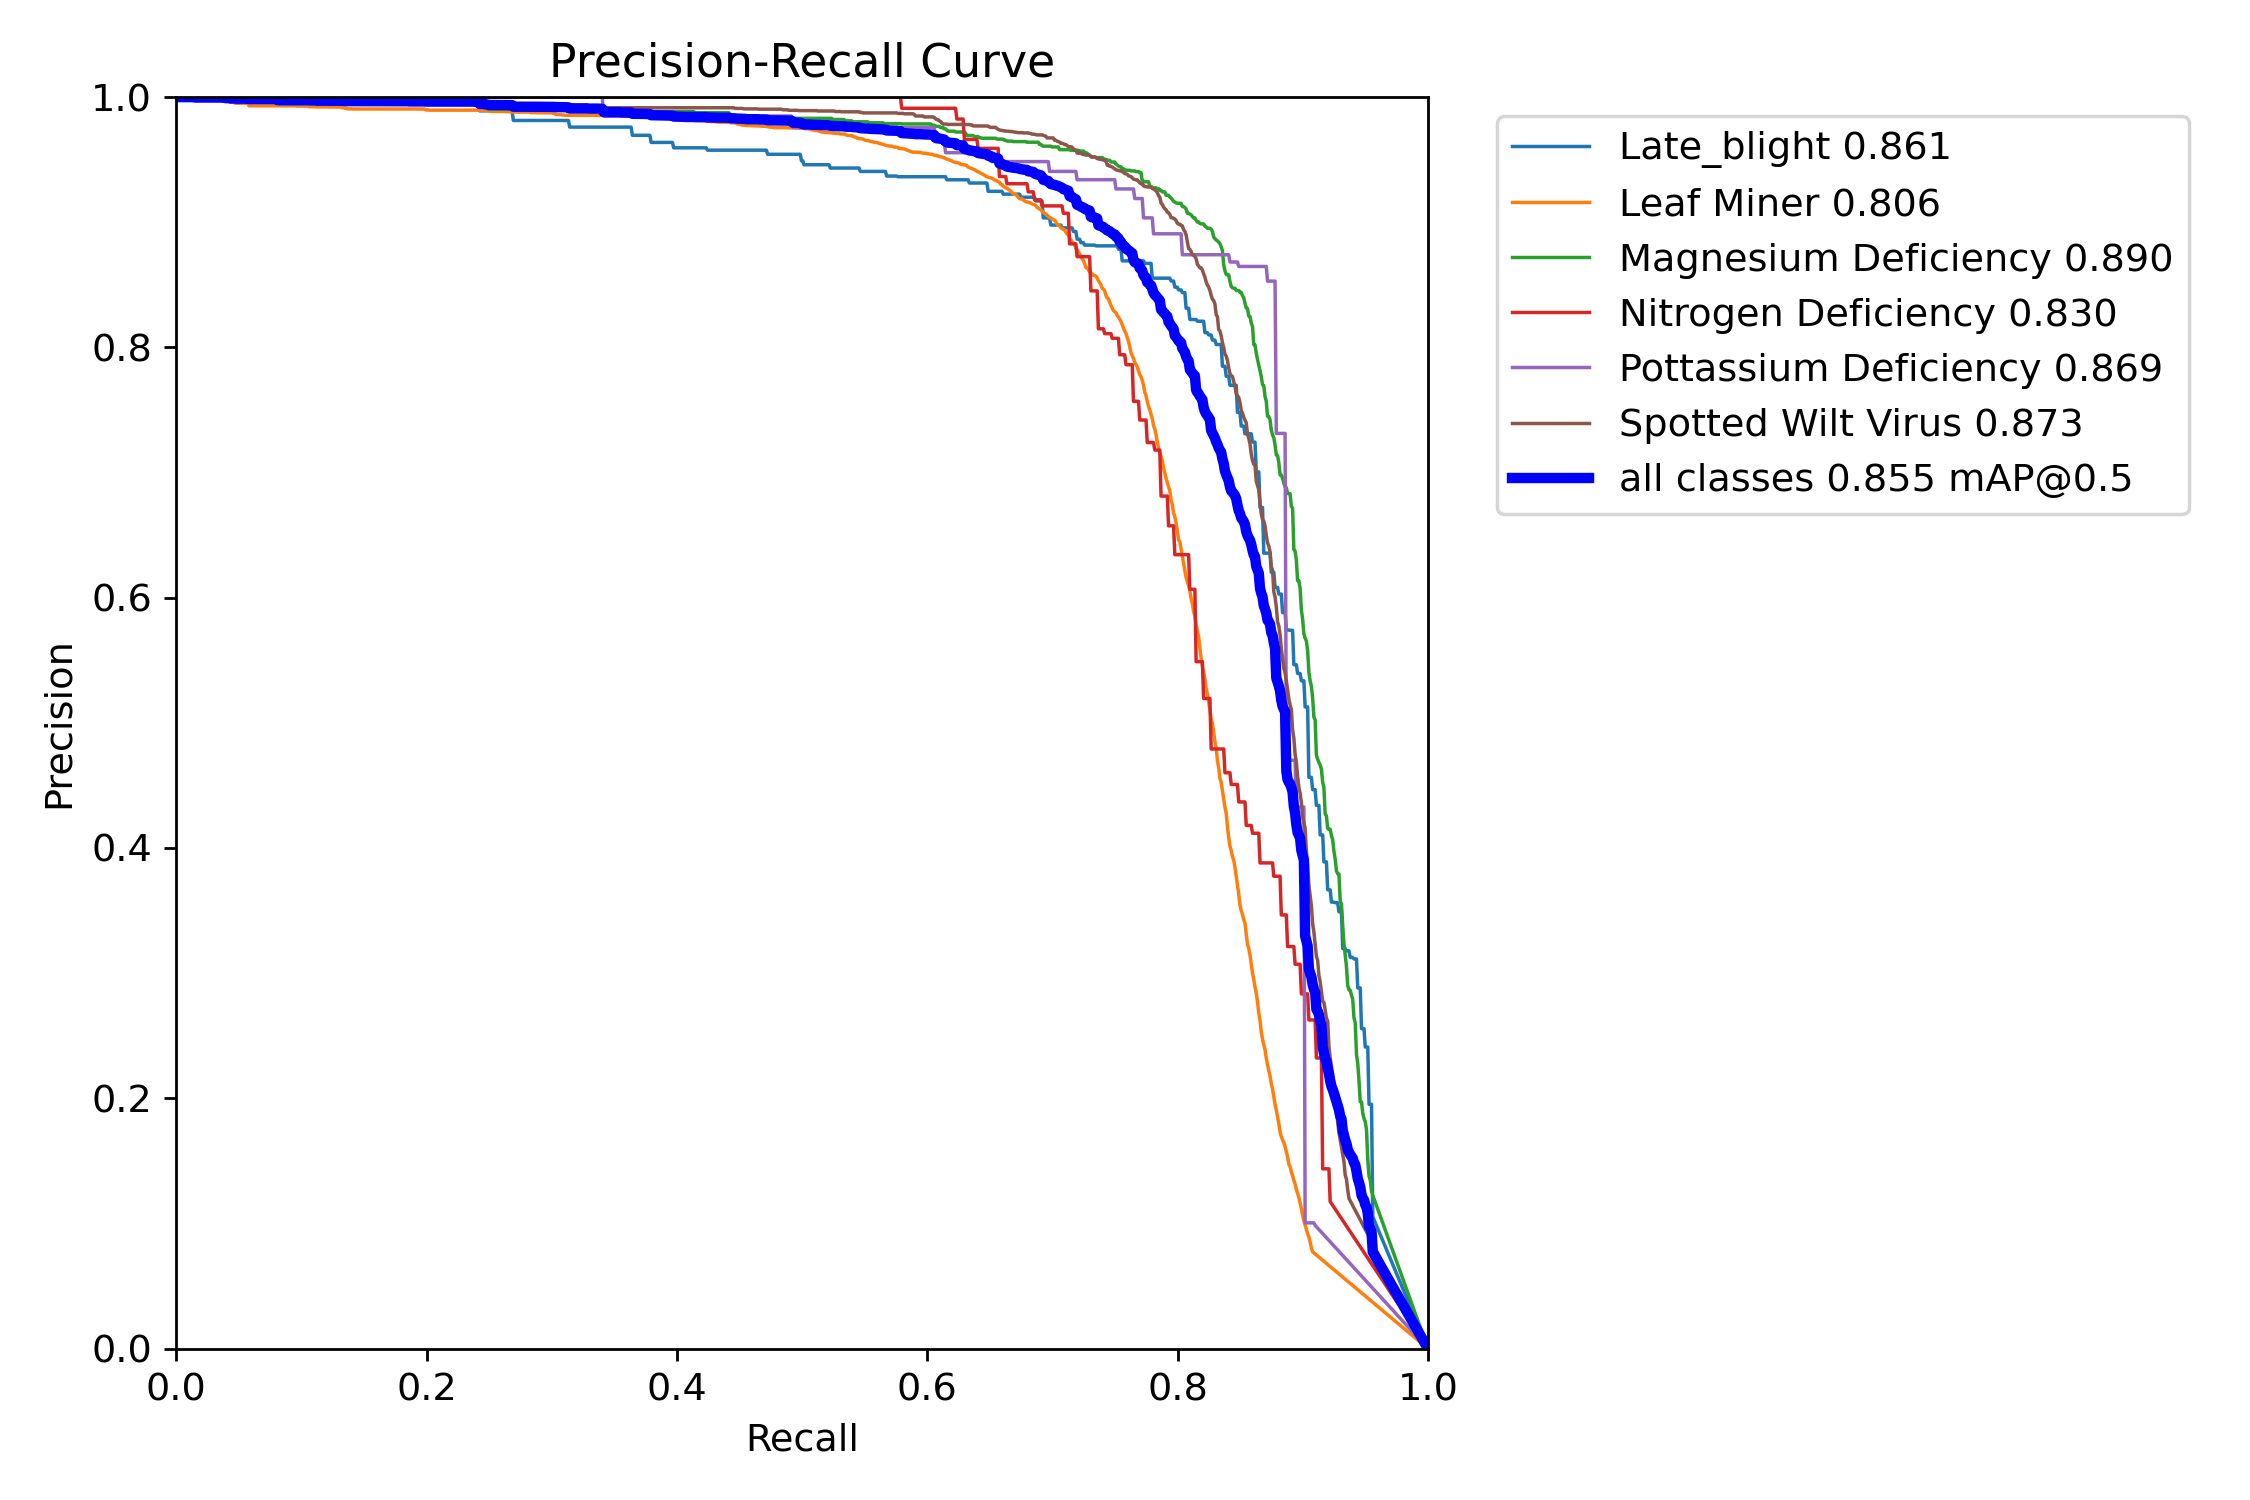 Precision-Recall Curve
1.0
0.8
0.6
0.4
0.2
0.0
Precision
0.0 0.2 0.4 0.6 0.8 1.0
Recall
Late_blight 0.861
Leaf Miner 0.806
Magnesium Deficiency 0.890
Nitrogen Deficiency 0.830
Pottassium Deficiency 0.869
Spotted Wilt Virus 0.873
all classes 0.855 mAP@0.5